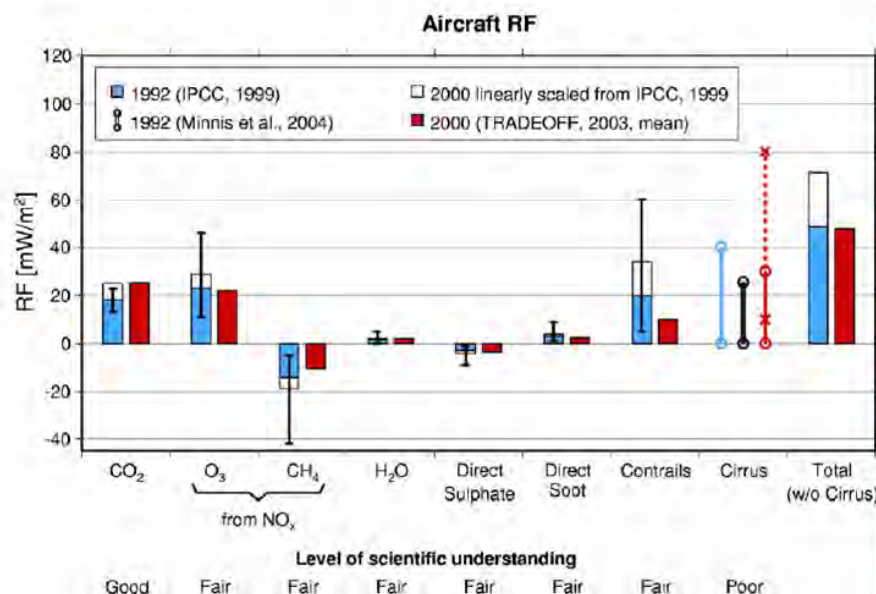 Aircraft RF
120
100
80
60
40
20
0
-20
-40
RF [mW/m²]
1992 (IPCC, 1999)
2000 linearly scaled from IPCC, 1999
1992 (Minnis et al., 2004)
2000 (TRADEOFF, 2003, mean)
CO₂ O₃ CH₄ H₂O Direct Direct Contrails Cirrus Total
Sulphate Soot (w/o Cirrus)
from NOₓ
Level of scientific understanding
Good Fair Fair Fair Fair Fair Fair Poor